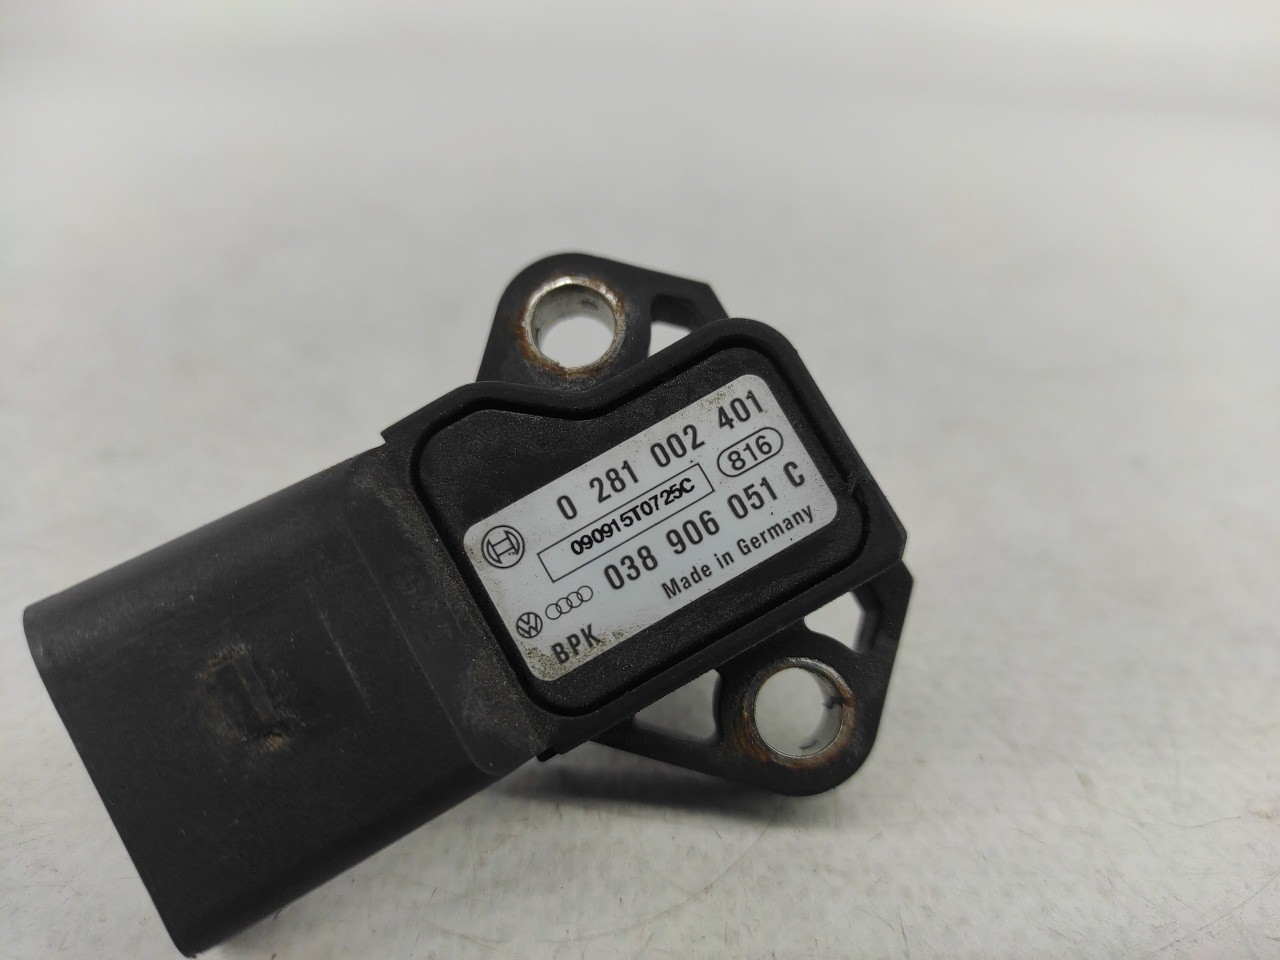 0 281 002 401
090915T0725C 816
038 906 051 C
Made in Germany
BPK